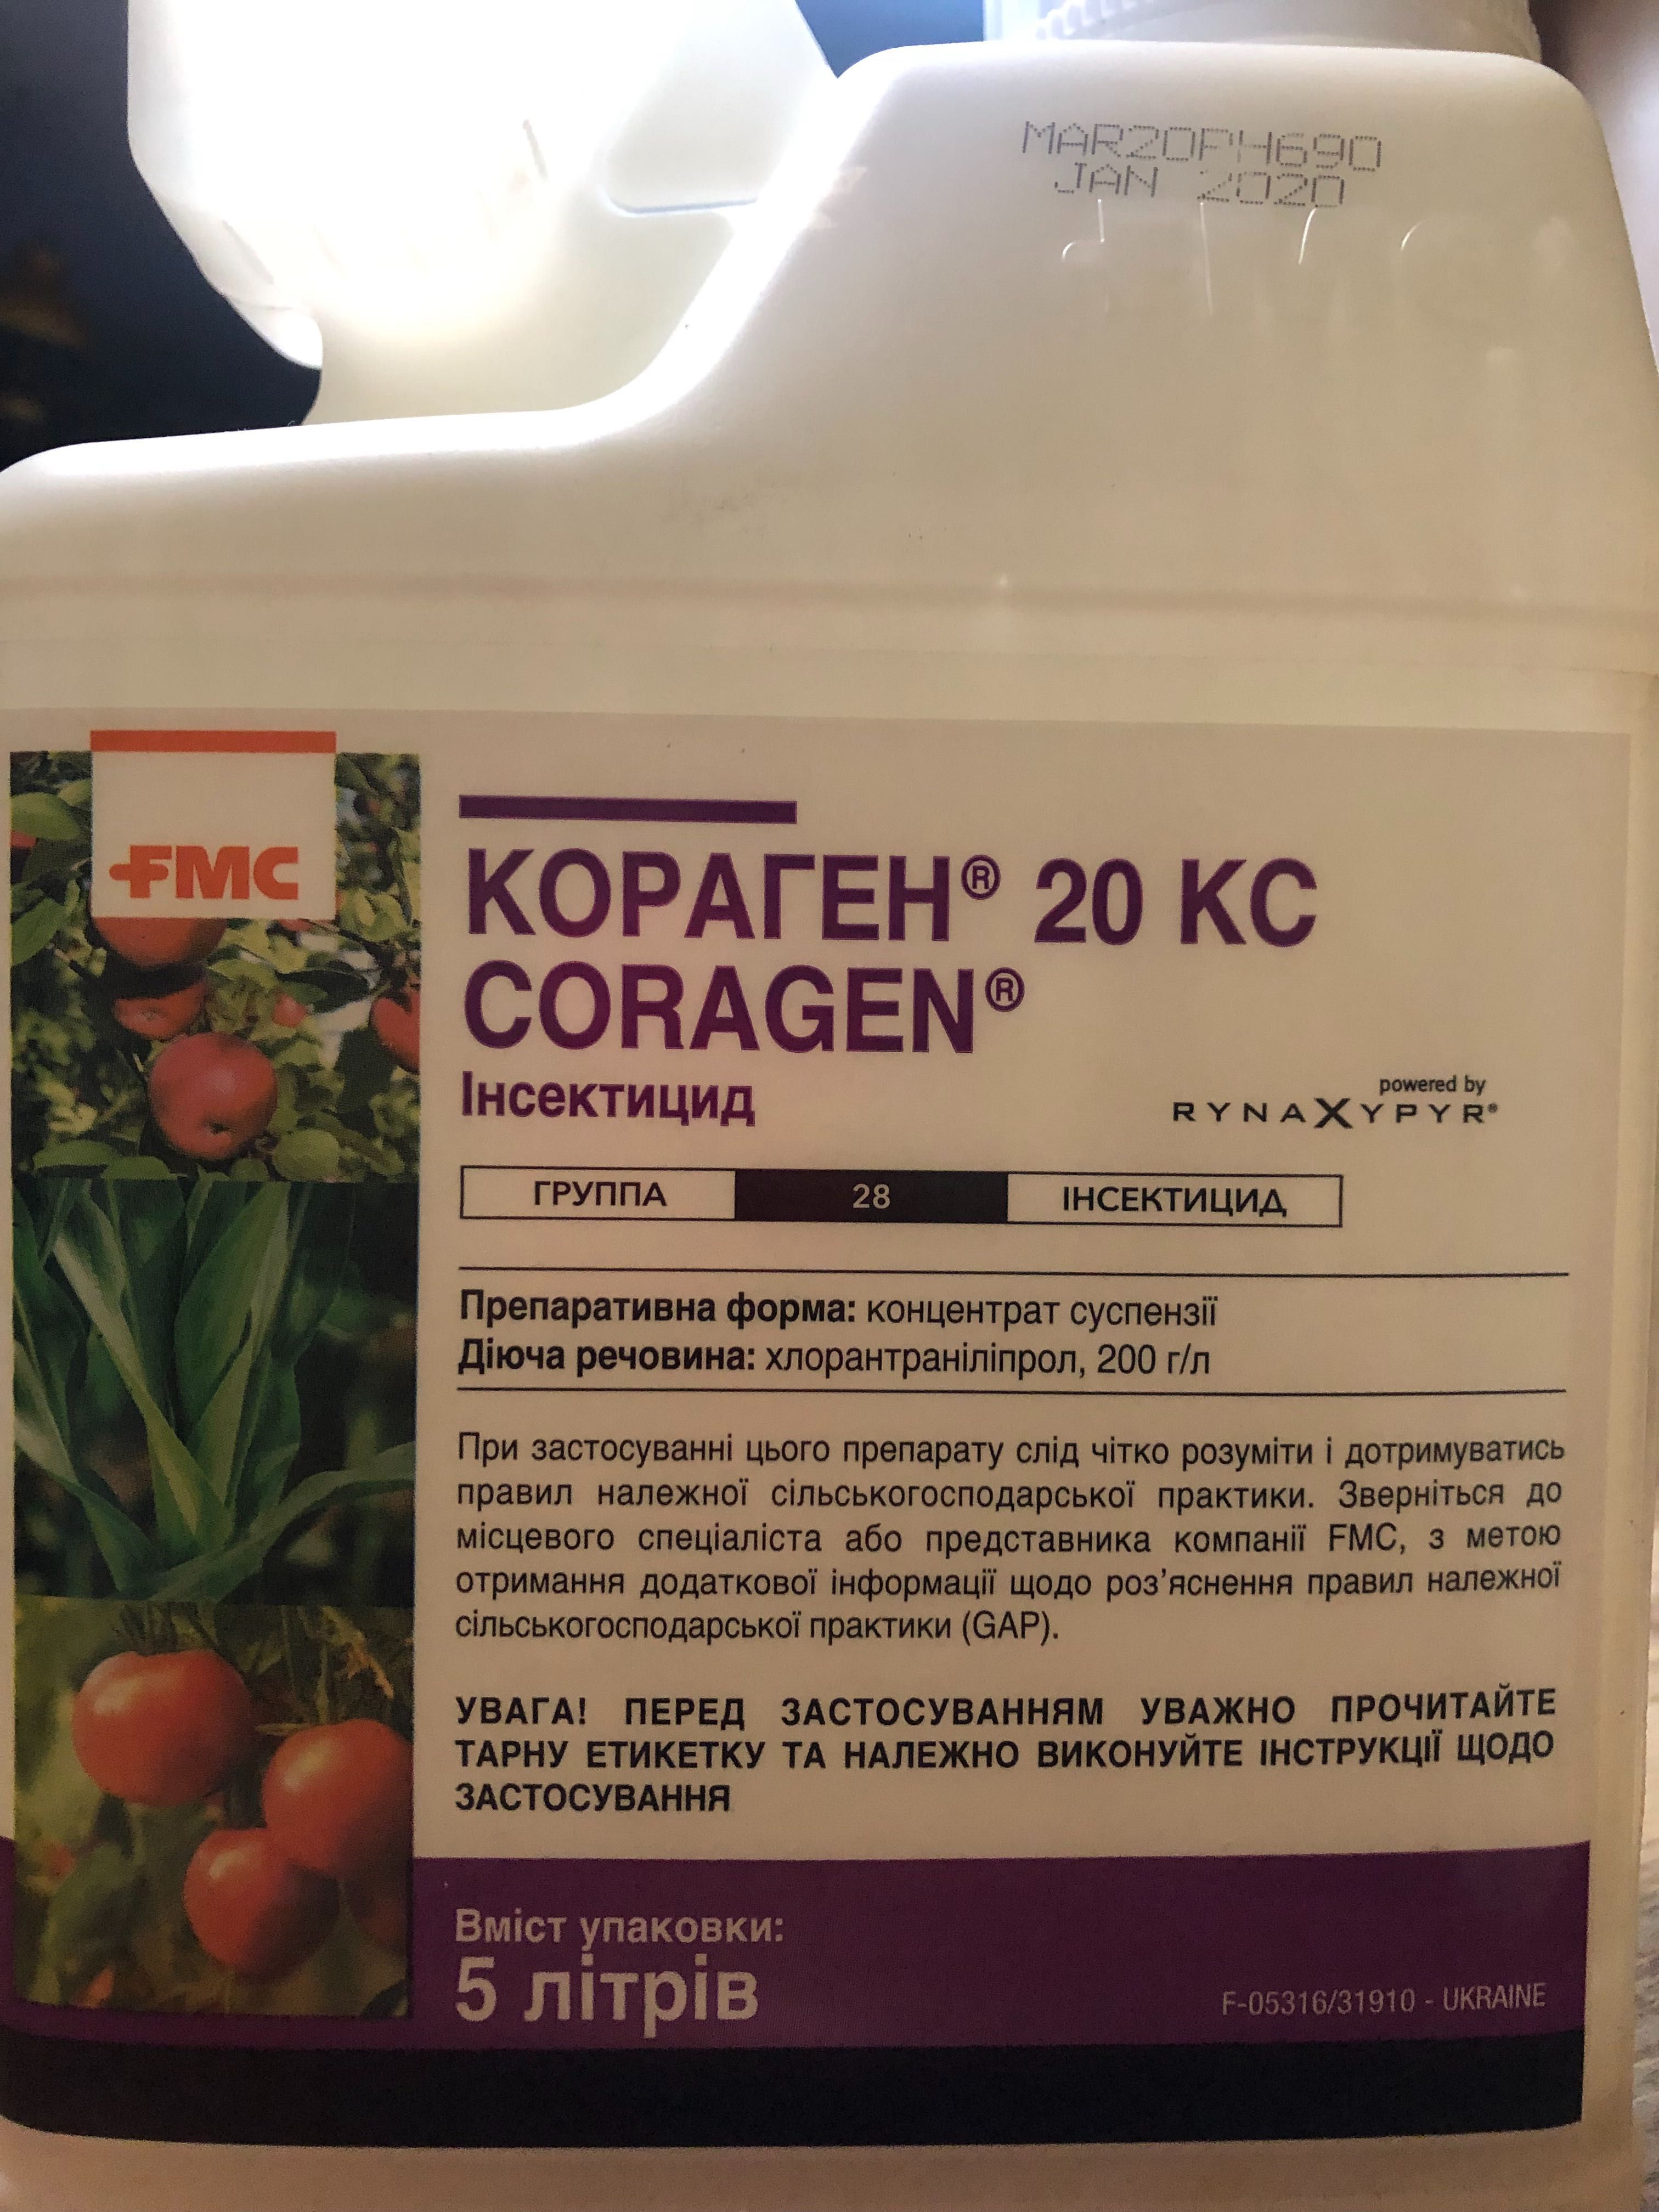 MAR20PH690
JAN 2020
FMC
КОРАГЕН® 20 КС
CORAGEN®
Інсектицид
powered by
RYNAXYPYR®
ГРУППА 28 ІНСЕКТИЦИД
Препаративна форма: концентрат суспензії
Діюча речовина: хлорантраніліпрол, 200 г/л
При застосуванні цього препарату слід чітко розуміти і дотримуватись
правил належної сільськогосподарської практики. Зверніться до
місцевого спеціаліста або представника компанії FMC, з метою
отримання додаткової інформації щодо роз’яснення правил належної
сільськогосподарської практики (GAP).
УВАГА! ПЕРЕД ЗАСТОСУВАННЯМ УВАЖНО ПРОЧИТАЙТЕ
ТАРНУ ЕТИКЕТКУ ТА НАЛЕЖНО ВИКОНУЙТЕ ІНСТРУКЦІЇ ЩОДО
ЗАСТОСУВАННЯ
Вміст упаковки:
5 літрів
F-05316/31910 - UKRAINE